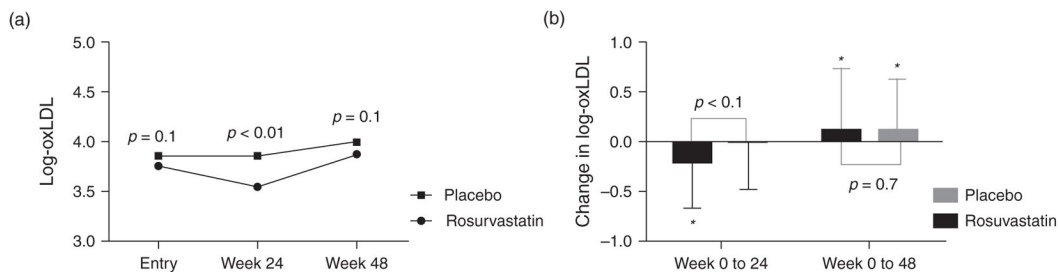 (a)
Log-oxLDL
5.0
4.5
4.0
3.5
3.0
p = 0.1
p < 0.01
p = 0.1
Placebo
Rosurvastatin
Entry
Week 24
Week 48
(b)
Change in log-oxLDL
1.0
0.5
0.0
−0.5
−1.0
p < 0.1
*
*
*
p = 0.7
Placebo
Rosuvastatin
Week 0 to 24
Week 0 to 48